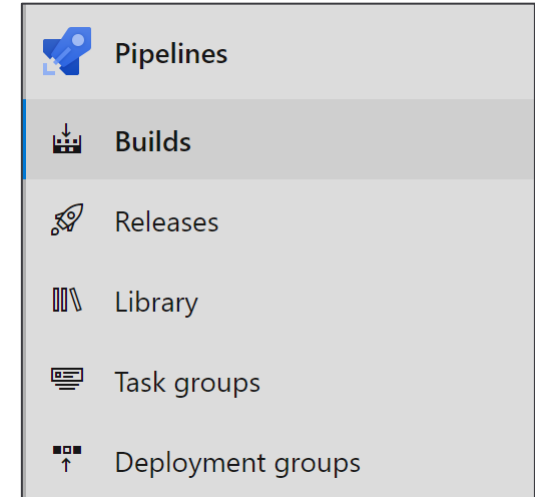 Pipelines
Builds
Releases
Library
Task groups
Deployment groups